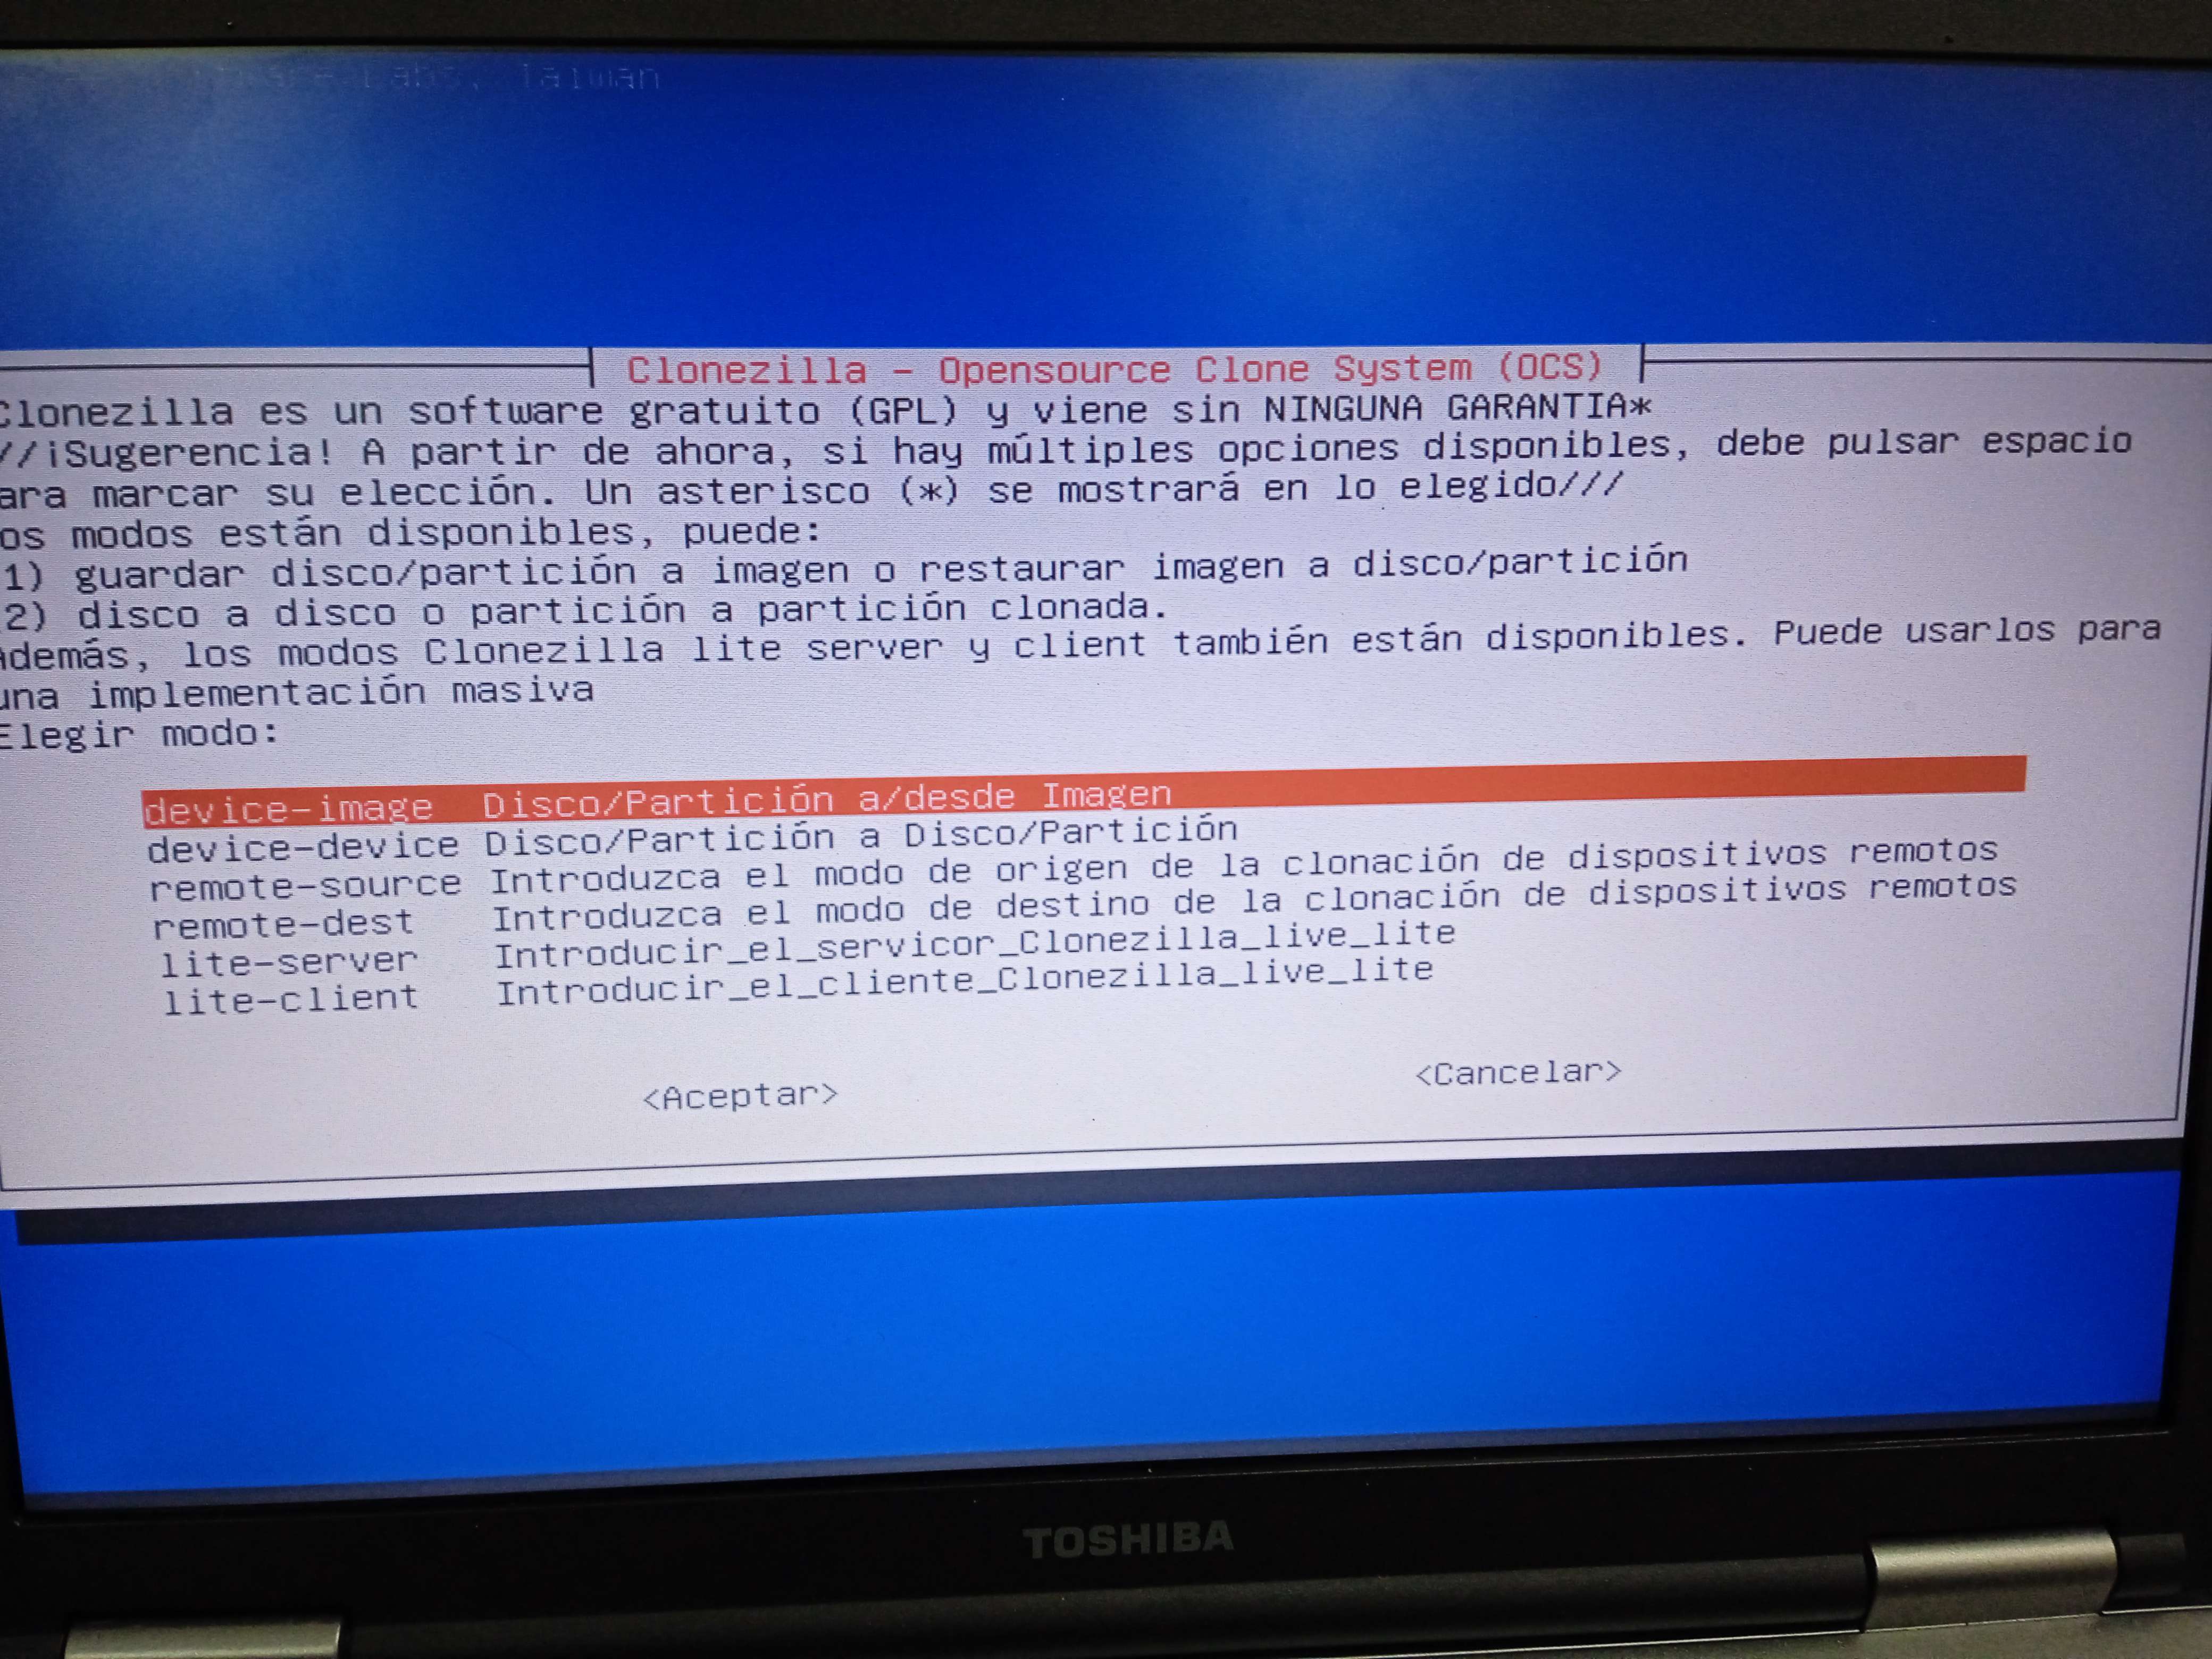 Taiwan
Clonezilla - Opensource Clone System (OCS)
Clonezilla es un software gratuito (GPL) y viene sin NINGUNA GARANTIA*
//¡Sugerencia! A partir de ahora, si hay múltiples opciones disponibles, debe pulsar espacio
ara marcar su elección. Un asterisco (*) se mostrará en lo elegido///
os modos están disponibles, puede:
1) guardar disco/partición a imagen o restaurar imagen a disco/partición
2) disco a disco o partición a partición clonada.
Además, los modos Clonezilla lite server y client también están disponibles. Puede usarlos para
una implementación masiva
Elegir modo:
device-image Disco/Partición a/desde Imagen
device-device Disco/Partición a Disco/Partición
remote-source Introduzca el modo de origen de la clonación de dispositivos remotos
remote-dest Introduzca el modo de destino de la clonación de dispositivos remotos
lite-server Introducir_el_servicor_Clonezilla_live_lite
lite-client Introducir_el_cliente_Clonezilla_live_lite
<Aceptar> <Cancelar>
TOSHIBA